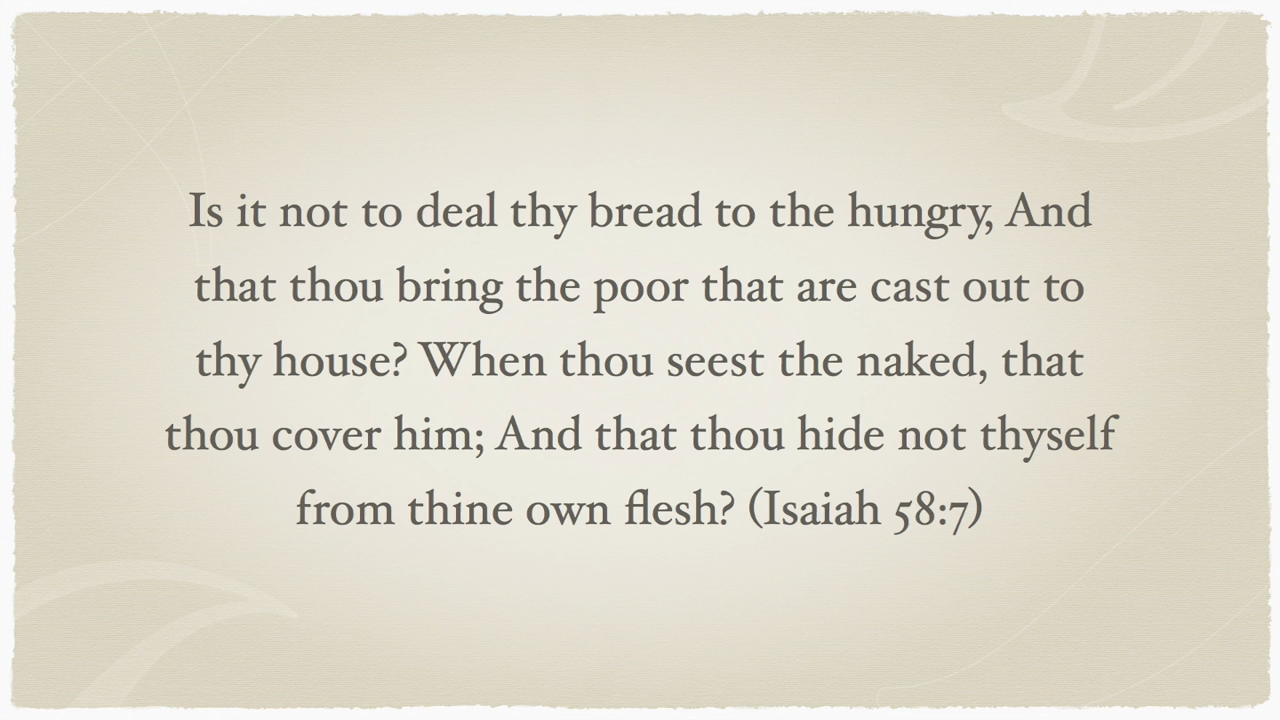 Is it not to deal thy bread to the hungry, And
that thou bring the poor that are cast out to
thy house? When thou seest the naked, that
thou cover him; And that thou hide not thyself
from thine own flesh? (Isaiah 58:7)